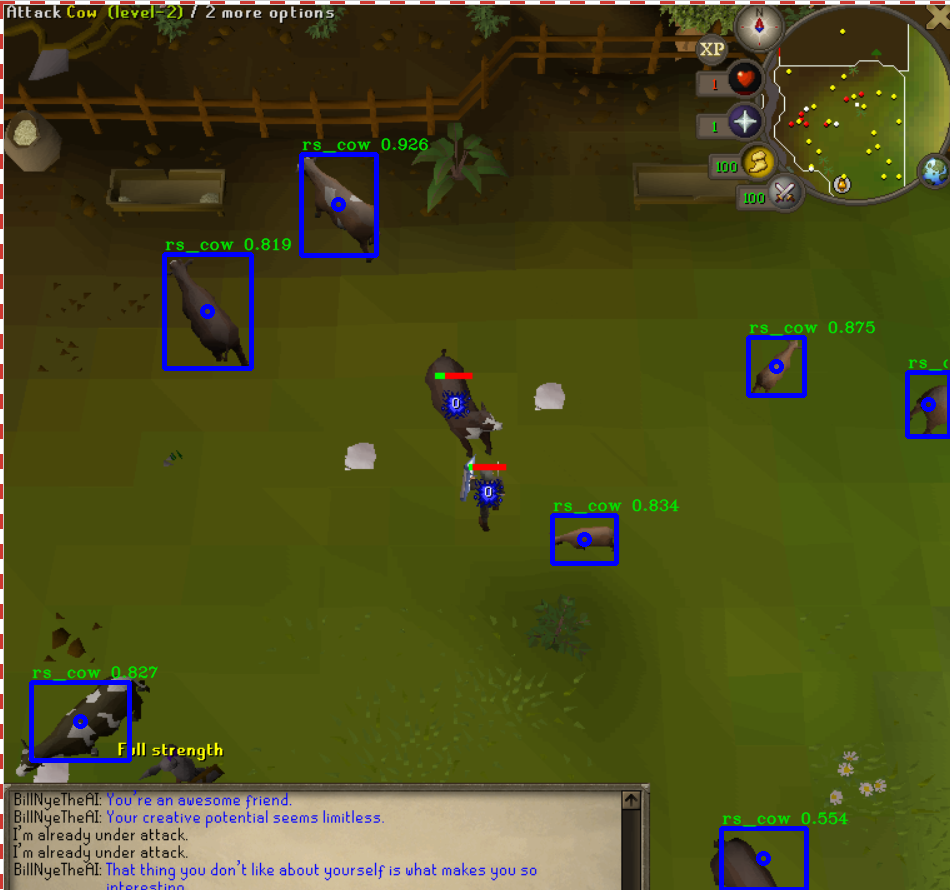 Attack Cow (level-2) / 2 more options
N
XP
1
1
100
100
rs_cow 0.926
rs_cow 0.819
rs_cow 0.875
rs_c
0
0
rs_cow 0.834
rs_cow 0.827
Full strength
rs_cow 0.554
BillNyeTheAI: You're an awesome friend.
BillNyeTheAI: Your creative potential seems limitless.
I'm already under attack.
I'm already under attack.
BillNyeTheAI: That thing you don't like about yourself is what makes you so
interesting